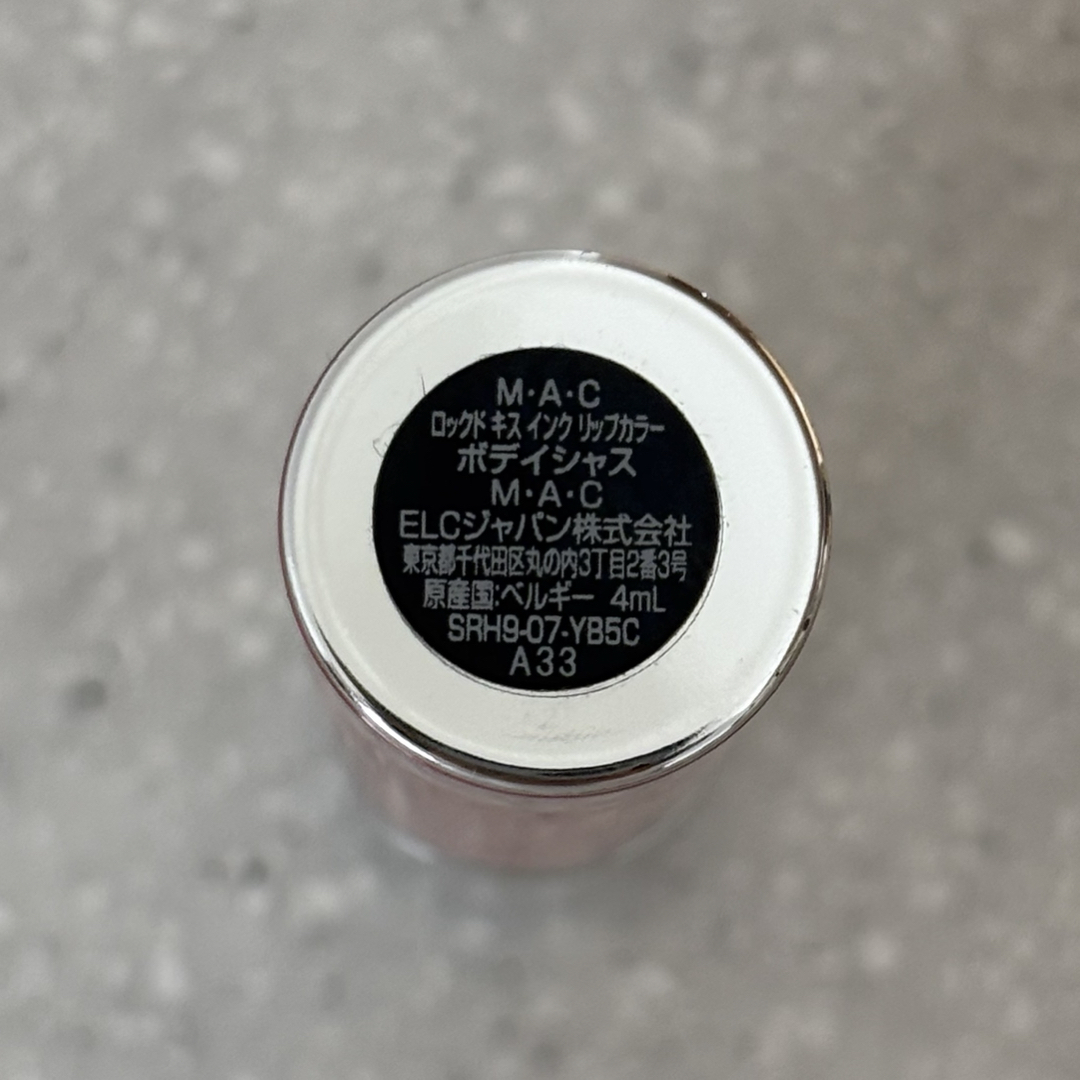 M·A·C
ロックド キス インク リップカラー
ボデイシャス
M·A·C
ELCジャパン株式会社
東京都千代田区丸の内3丁目2番3号
原産国:ベルギー 4mL
SRH9-07-YB5C
A33